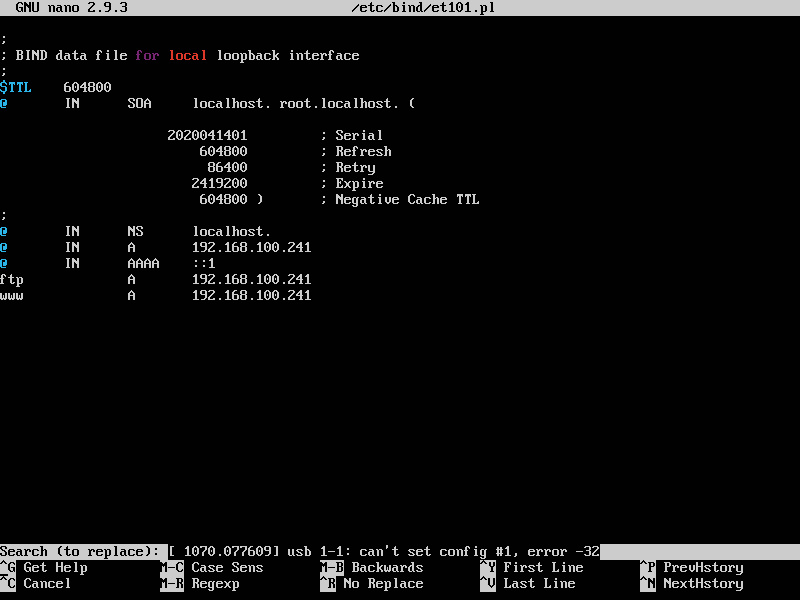 GNU nano 2.9.3 /etc/bind/et101.pl
;
; BIND data file for local loopback interface
;
$TTL 604800
@ IN SOA localhost. root.localhost. (
2020041401 ; Serial
604800 ; Refresh
86400 ; Retry
2419200 ; Expire
604800 ) ; Negative Cache TTL
;
@ IN NS localhost.
@ IN A 192.168.100.241
@ IN AAAA ::1
ftp A 192.168.100.241
www A 192.168.100.241
Search (to replace): [ 1070.077609] usb 1-1: can't set config #1, error -32
^G Get Help M-C Case Sens M-B Backwards ^Y First Line ^P PrevHstory
^C Cancel M-R Regexp ^R No Replace ^V Last Line ^N NextHstory